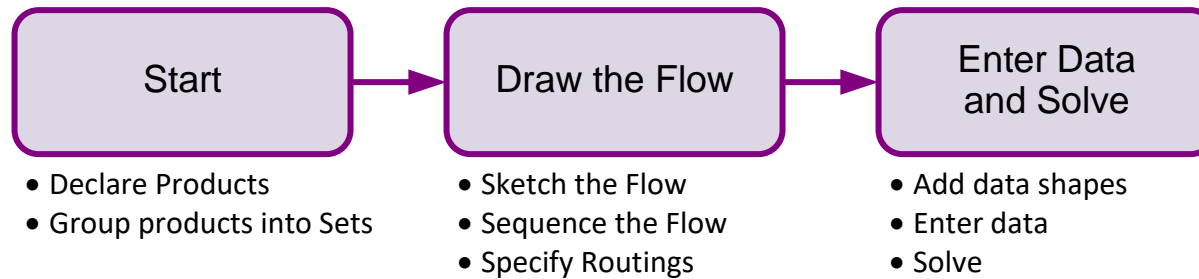 Start
Draw the Flow
Enter Data
and Solve
• Declare Products
• Group products into Sets
• Sketch the Flow
• Sequence the Flow
• Specify Routings
• Add data shapes
• Enter data
• Solve